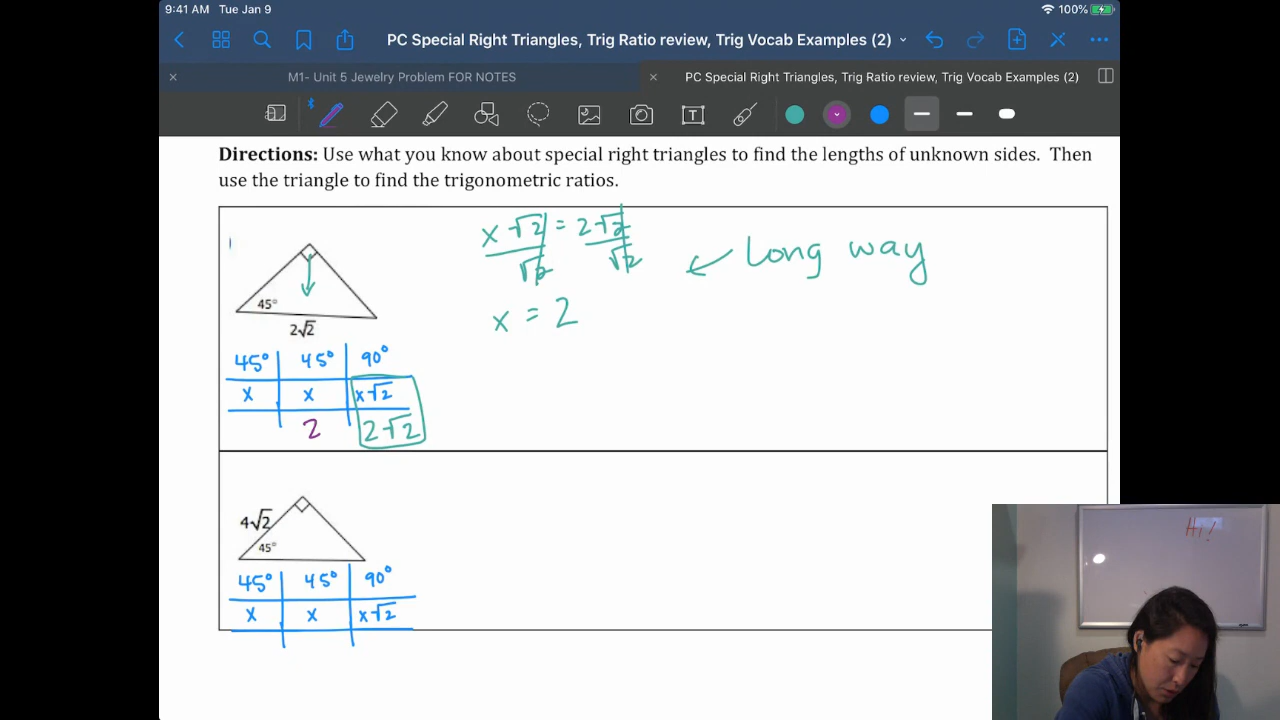 9:41 AM Tue Jan 9
100%
PC Special Right Triangles, Trig Ratio review, Trig Vocab Examples (2)
M1- Unit 5 Jewelry Problem FOR NOTES
PC Special Right Triangles, Trig Ratio review, Trig Vocab Examples (2)
T
Directions: Use what you know about special right triangles to find the lengths of unknown sides. Then
use the triangle to find the trigonometric ratios.
x√2 = 2√2
√2 √2
x = 2
Long way
45°
2√2
45° 45° 90°
x x x√2
2 2√2
4√2
45°
45° 45° 90°
x x x√2
Hi!